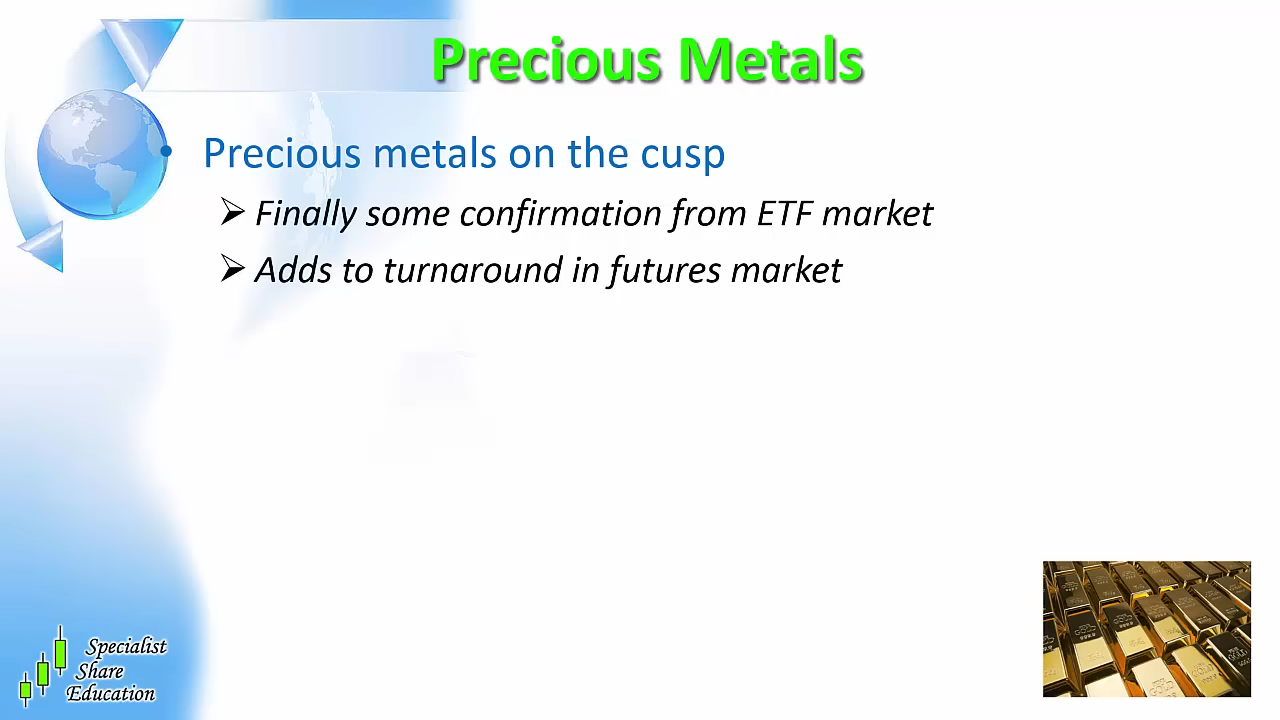 Precious Metals
Precious metals on the cusp
Finally some confirmation from ETF market
Adds to turnaround in futures market
Specialist
Share
Education